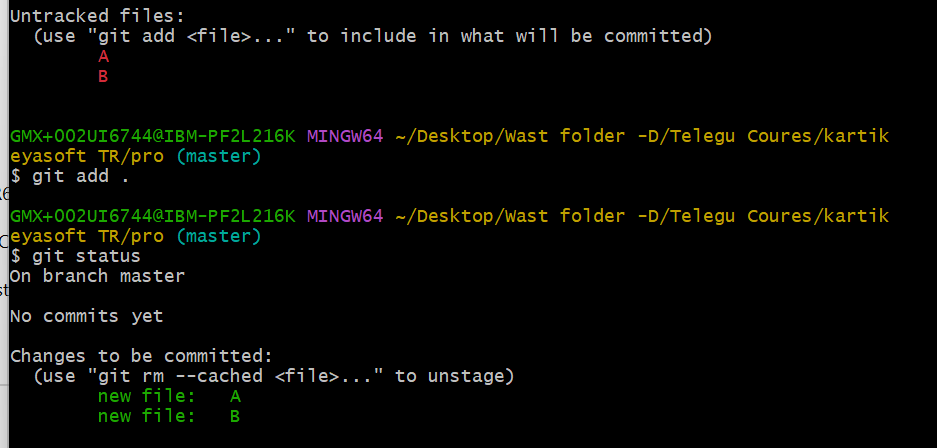 Untracked files:
  (use "git add <file>..." to include in what will be committed)
        A
        B

GMX+002UI6744@IBM-PF2L216K MINGW64 ~/Desktop/Wast folder -D/Telegu Coures/kartik
eyasoft TR/pro (master)
$ git add .

GMX+002UI6744@IBM-PF2L216K MINGW64 ~/Desktop/Wast folder -D/Telegu Coures/kartik
eyasoft TR/pro (master)
$ git status
On branch master

No commits yet

Changes to be committed:
  (use "git rm --cached <file>..." to unstage)
        new file:   A
        new file:   B